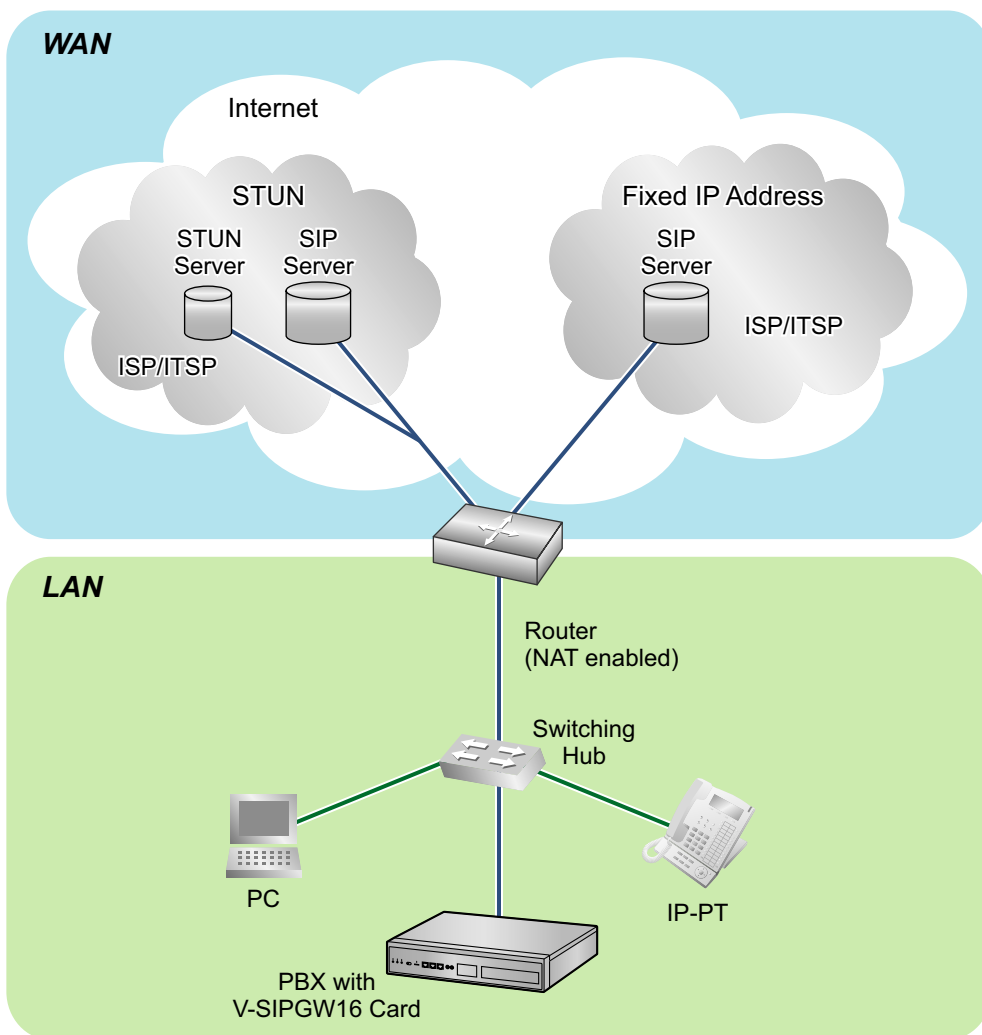 WAN
Internet
STUN
STUN
Server
SIP
Server
ISP/ITSP
Fixed IP Address
SIP
Server
ISP/ITSP
LAN
Router
(NAT enabled)
Switching
Hub
PC
IP-PT
PBX with
V-SIPGW16 Card